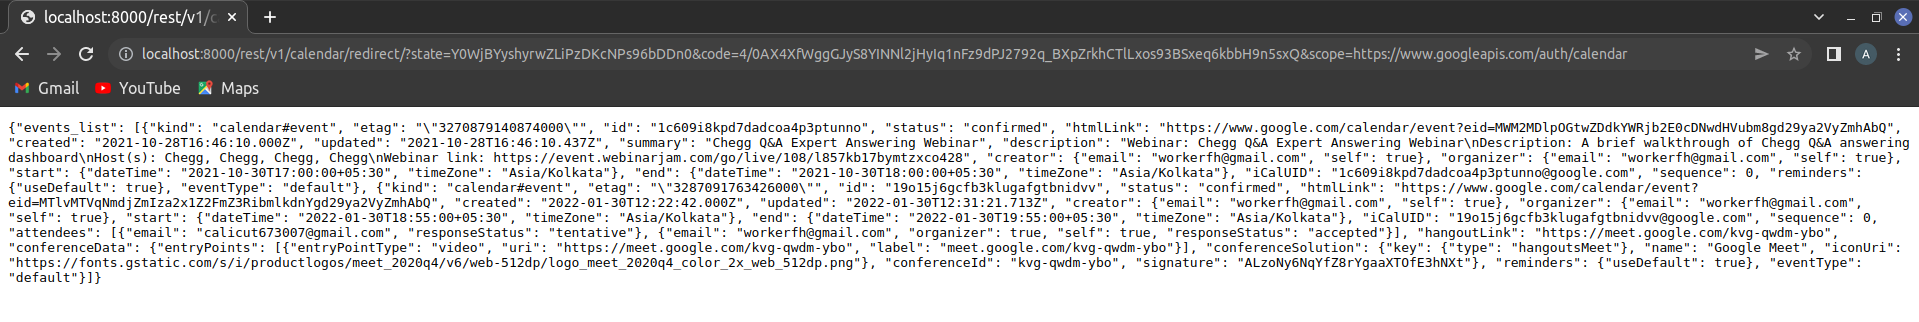 localhost:8000/rest/v1/c
localhost:8000/rest/v1/calendar/redirect/?state=Y0WjBYyshyrwZLiPzDKcNPs96bDDn0&code=4/0AX4XfWggGJyS8YINNl2jHyIq1nFz9dPJ2792q_BXpZrkhCTlLxos93BSxeq6kbbH9n5sxQ&scope=https://www.googleapis.com/auth/calendar
A
Gmail YouTube Maps
{"events_list": [{"kind": "calendar#event", "etag": "\"3270879140874000\"", "id": "1c609i8kpd7dadcoa4p3ptunno", "status": "confirmed", "htmlLink": "https://www.google.com/calendar/event?eid=MWM2MDlpOGtwZDdkYWRjb2E0cDNwdHVubm8gd29ya2VyZmhAbQ",
"created": "2021-10-28T16:46:10.000Z", "updated": "2021-10-28T16:46:10.437Z", "summary": "Chegg Q&A Expert Answering Webinar", "description": "Webinar: Chegg Q&A Expert Answering Webinar\nDescription: A brief walkthrough of Chegg Q&A answering
dashboard\nHost(s): Chegg, Chegg, Chegg, Chegg\nWebinar link: https://event.webinarjam.com/go/live/108/l857kb17bymtzxco428", "creator": {"email": "workerfh@gmail.com", "self": true}, "organizer": {"email": "workerfh@gmail.com", "self": true},
"start": {"dateTime": "2021-10-30T17:00:00+05:30", "timeZone": "Asia/Kolkata"}, "end": {"dateTime": "2021-10-30T18:00:00+05:30", "timeZone": "Asia/Kolkata"}, "iCalUID": "1c609i8kpd7dadcoa4p3ptunno@google.com", "sequence": 0, "reminders":
{"useDefault": true}, "eventType": "default"}, {"kind": "calendar#event", "etag": "\"3287091763426000\"", "id": "19o15j6gcfb3klugafgtbnidvv", "status": "confirmed", "htmlLink": "https://www.google.com/calendar/event?
eid=MTlvMTVqNmdjZmIza2x1Z2FmZ3RibmlkdnYgd29ya2VyZmhAbQ", "created": "2022-01-30T12:22:42.000Z", "updated": "2022-01-30T12:31:21.713Z", "creator": {"email": "workerfh@gmail.com", "self": true}, "organizer": {"email": "workerfh@gmail.com",
"self": true}, "start": {"dateTime": "2022-01-30T18:55:00+05:30", "timeZone": "Asia/Kolkata"}, "end": {"dateTime": "2022-01-30T19:55:00+05:30", "timeZone": "Asia/Kolkata"}, "iCalUID": "19o15j6gcfb3klugafgtbnidvv@google.com", "sequence": 0,
"attendees": [{"email": "calicut673007@gmail.com", "responseStatus": "tentative"}, {"email": "workerfh@gmail.com", "organizer": true, "self": true, "responseStatus": "accepted"}], "hangoutLink": "https://meet.google.com/kvg-qwdm-ybo",
"conferenceData": {"entryPoints": [{"entryPointType": "video", "uri": "https://meet.google.com/kvg-qwdm-ybo", "label": "meet.google.com/kvg-qwdm-ybo"}], "conferenceSolution": {"key": {"type": "hangoutsMeet"}, "name": "Google Meet", "iconUri":
"https://fonts.gstatic.com/s/i/productlogos/meet_2020q4/v6/web-512dp/logo_meet_2020q4_color_2x_web_512dp.png"}, "conferenceId": "kvg-qwdm-ybo", "signature": "ALzoNy6NqYfZ8rYgaaXTOfE3hNXt"}, "reminders": {"useDefault": true}, "eventType":
"default"}]}